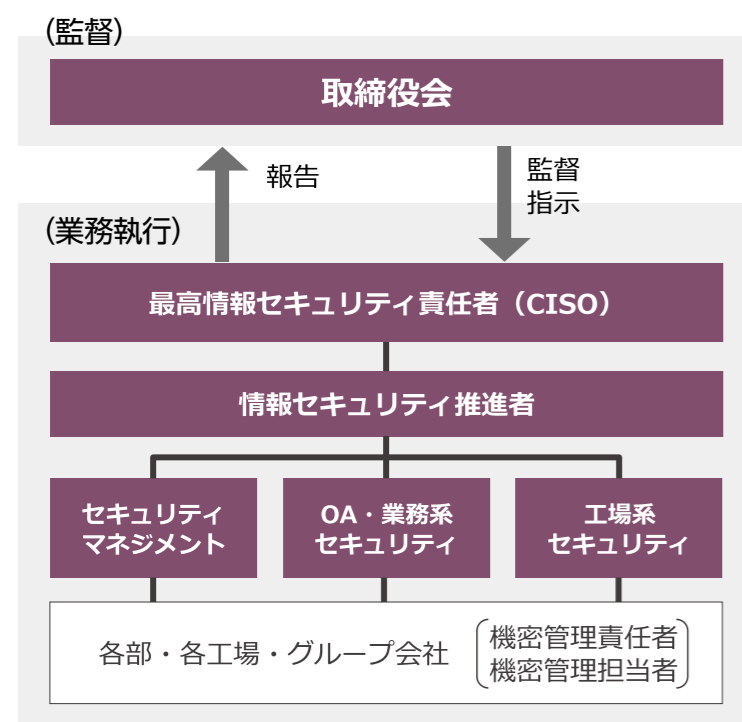 (監督)
取締役会
報告
監督
指示
(業務執行)
最高情報セキュリティ責任者（CISO）
情報セキュリティ推進者
セキュリティ
マネジメント
OA・業務系
セキュリティ
工場系
セキュリティ
各部・各工場・グループ会社
機密管理責任者
機密管理担当者